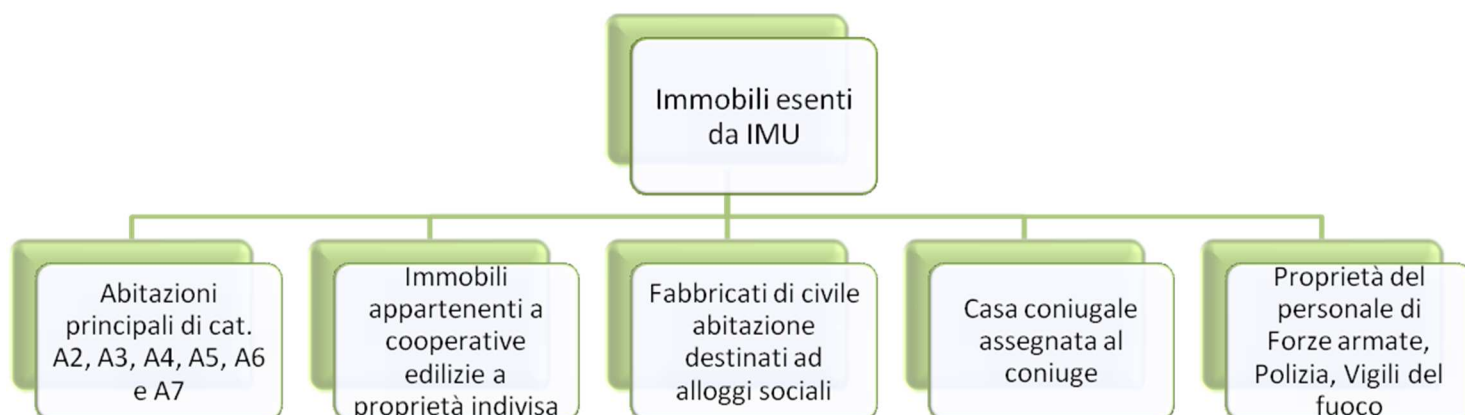 Immobili esenti
da IMU
Abitazioni
principali di cat.
A2, A3, A4, A5, A6
e A7
Immobili
appartenenti a
cooperative
edilizie a
proprietà indivisa
Fabbricati di civile
abitazione
destinati ad
alloggi sociali
Casa coniugale
assegnata al
coniuge
Proprietà del
personale di
Forze armate,
Polizia, Vigili del
fuoco